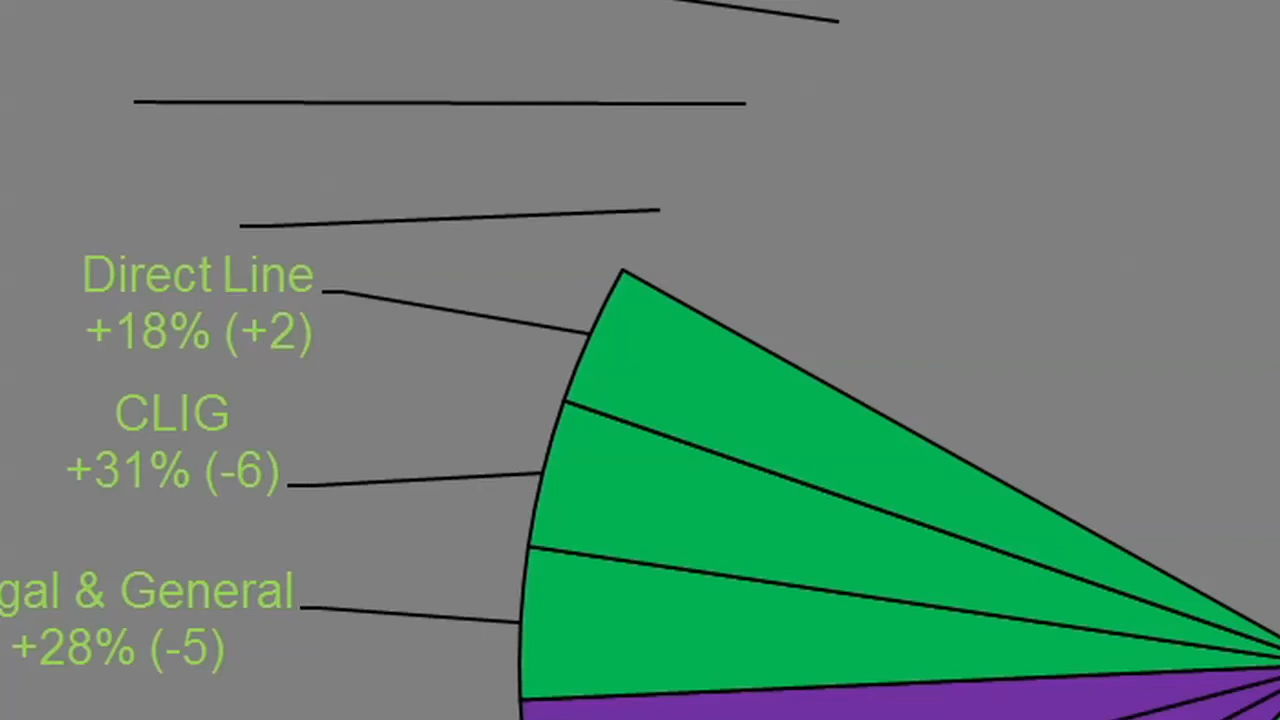 Direct Line
+18% (+2)
CLIG
+31% (-6)
gal & General
+28% (-5)